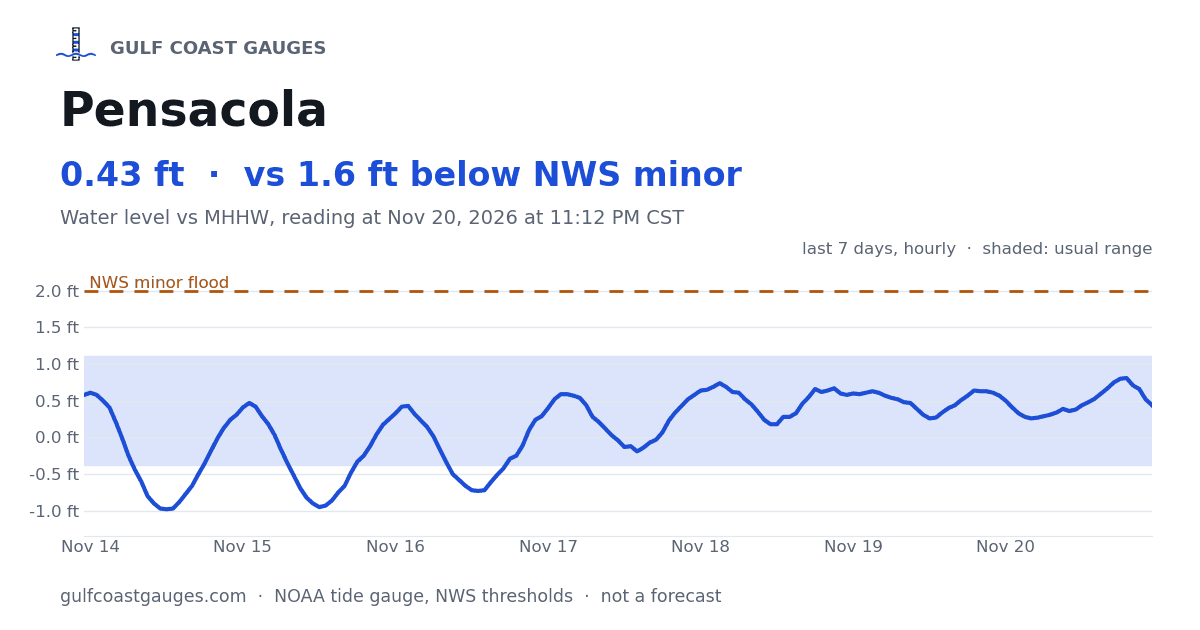 GULF COAST GAUGES
Pensacola
0.43 ft · vs 1.6 ft below NWS minor
Water level vs MHHW, reading at Nov 20, 2026 at 11:12 PM CST
last 7 days, hourly · shaded: usual range
NWS minor flood
2.0 ft
1.5 ft
1.0 ft
0.5 ft
0.0 ft
-0.5 ft
-1.0 ft
Nov 14 Nov 15 Nov 16 Nov 17 Nov 18 Nov 19 Nov 20
gulfcoastgauges.com · NOAA tide gauge, NWS thresholds · not a forecast